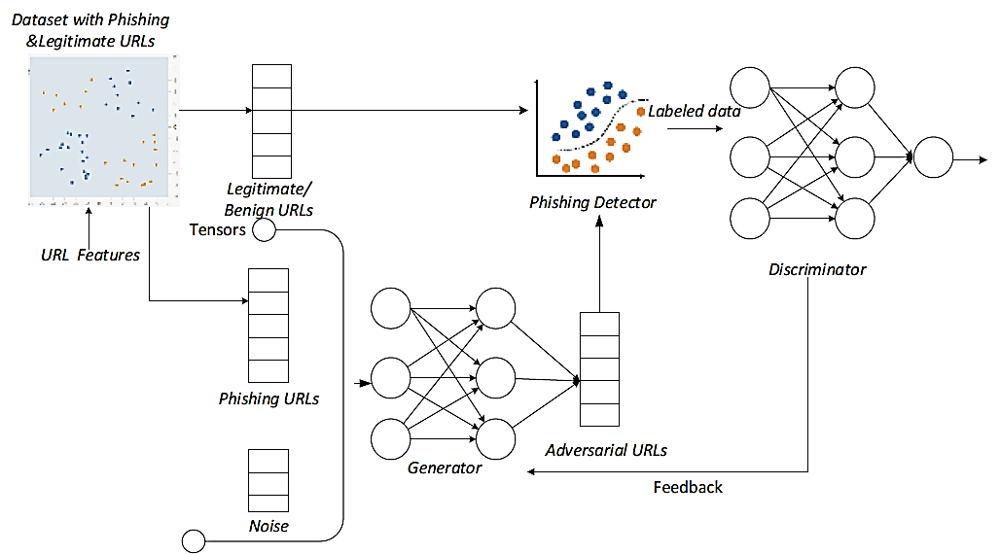 Dataset with Phishing
&Legitimate URLs
Legitimate/
Benign URLs
Tensors
URL Features
Phishing URLs
Noise
Generator
Adversarial URLs
Phishing Detector
Labeled data
Discriminator
Feedback